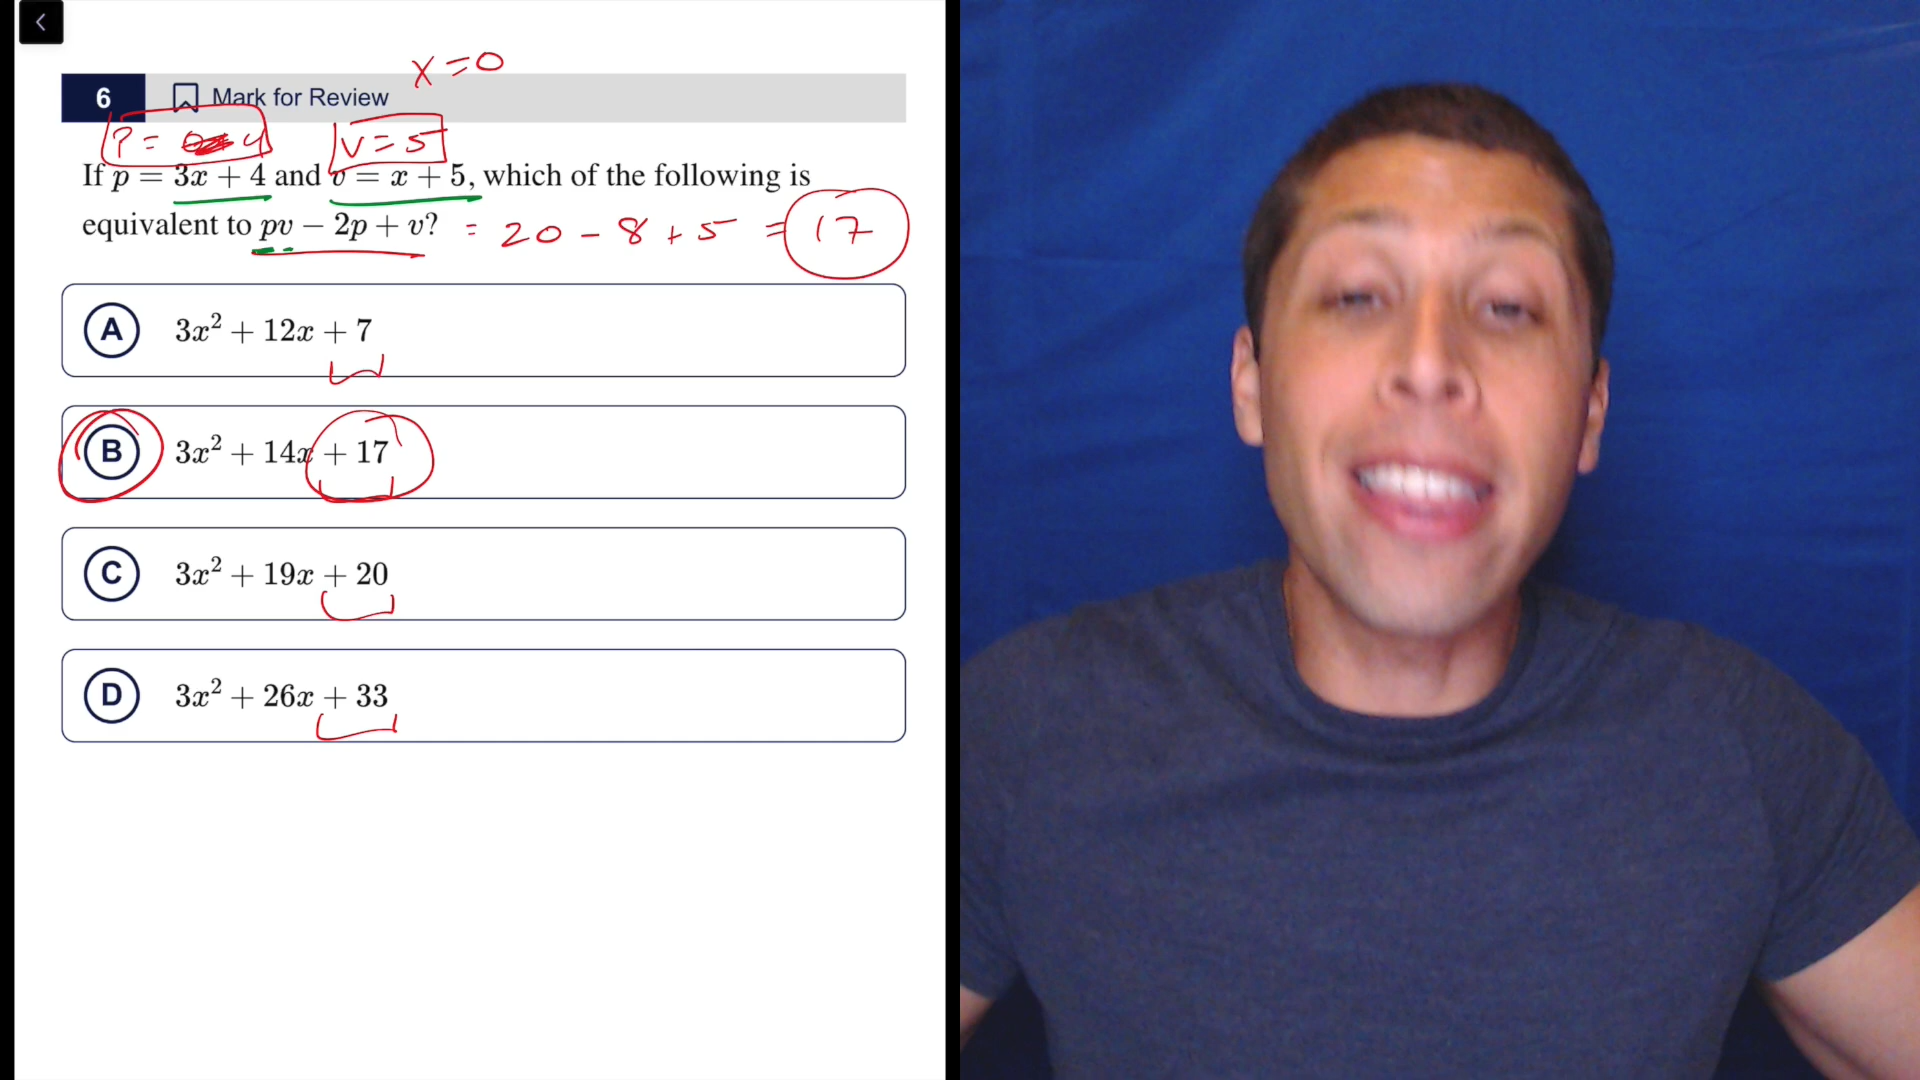 x = 0
6 Mark for Review
P = 4 v = 5
If p = 3x + 4 and v = x + 5, which of the following is
equivalent to pv − 2p + v? = 20 − 8 + 5 = 17
A 3x² + 12x + 7
B 3x² + 14x + 17
C 3x² + 19x + 20
D 3x² + 26x + 33